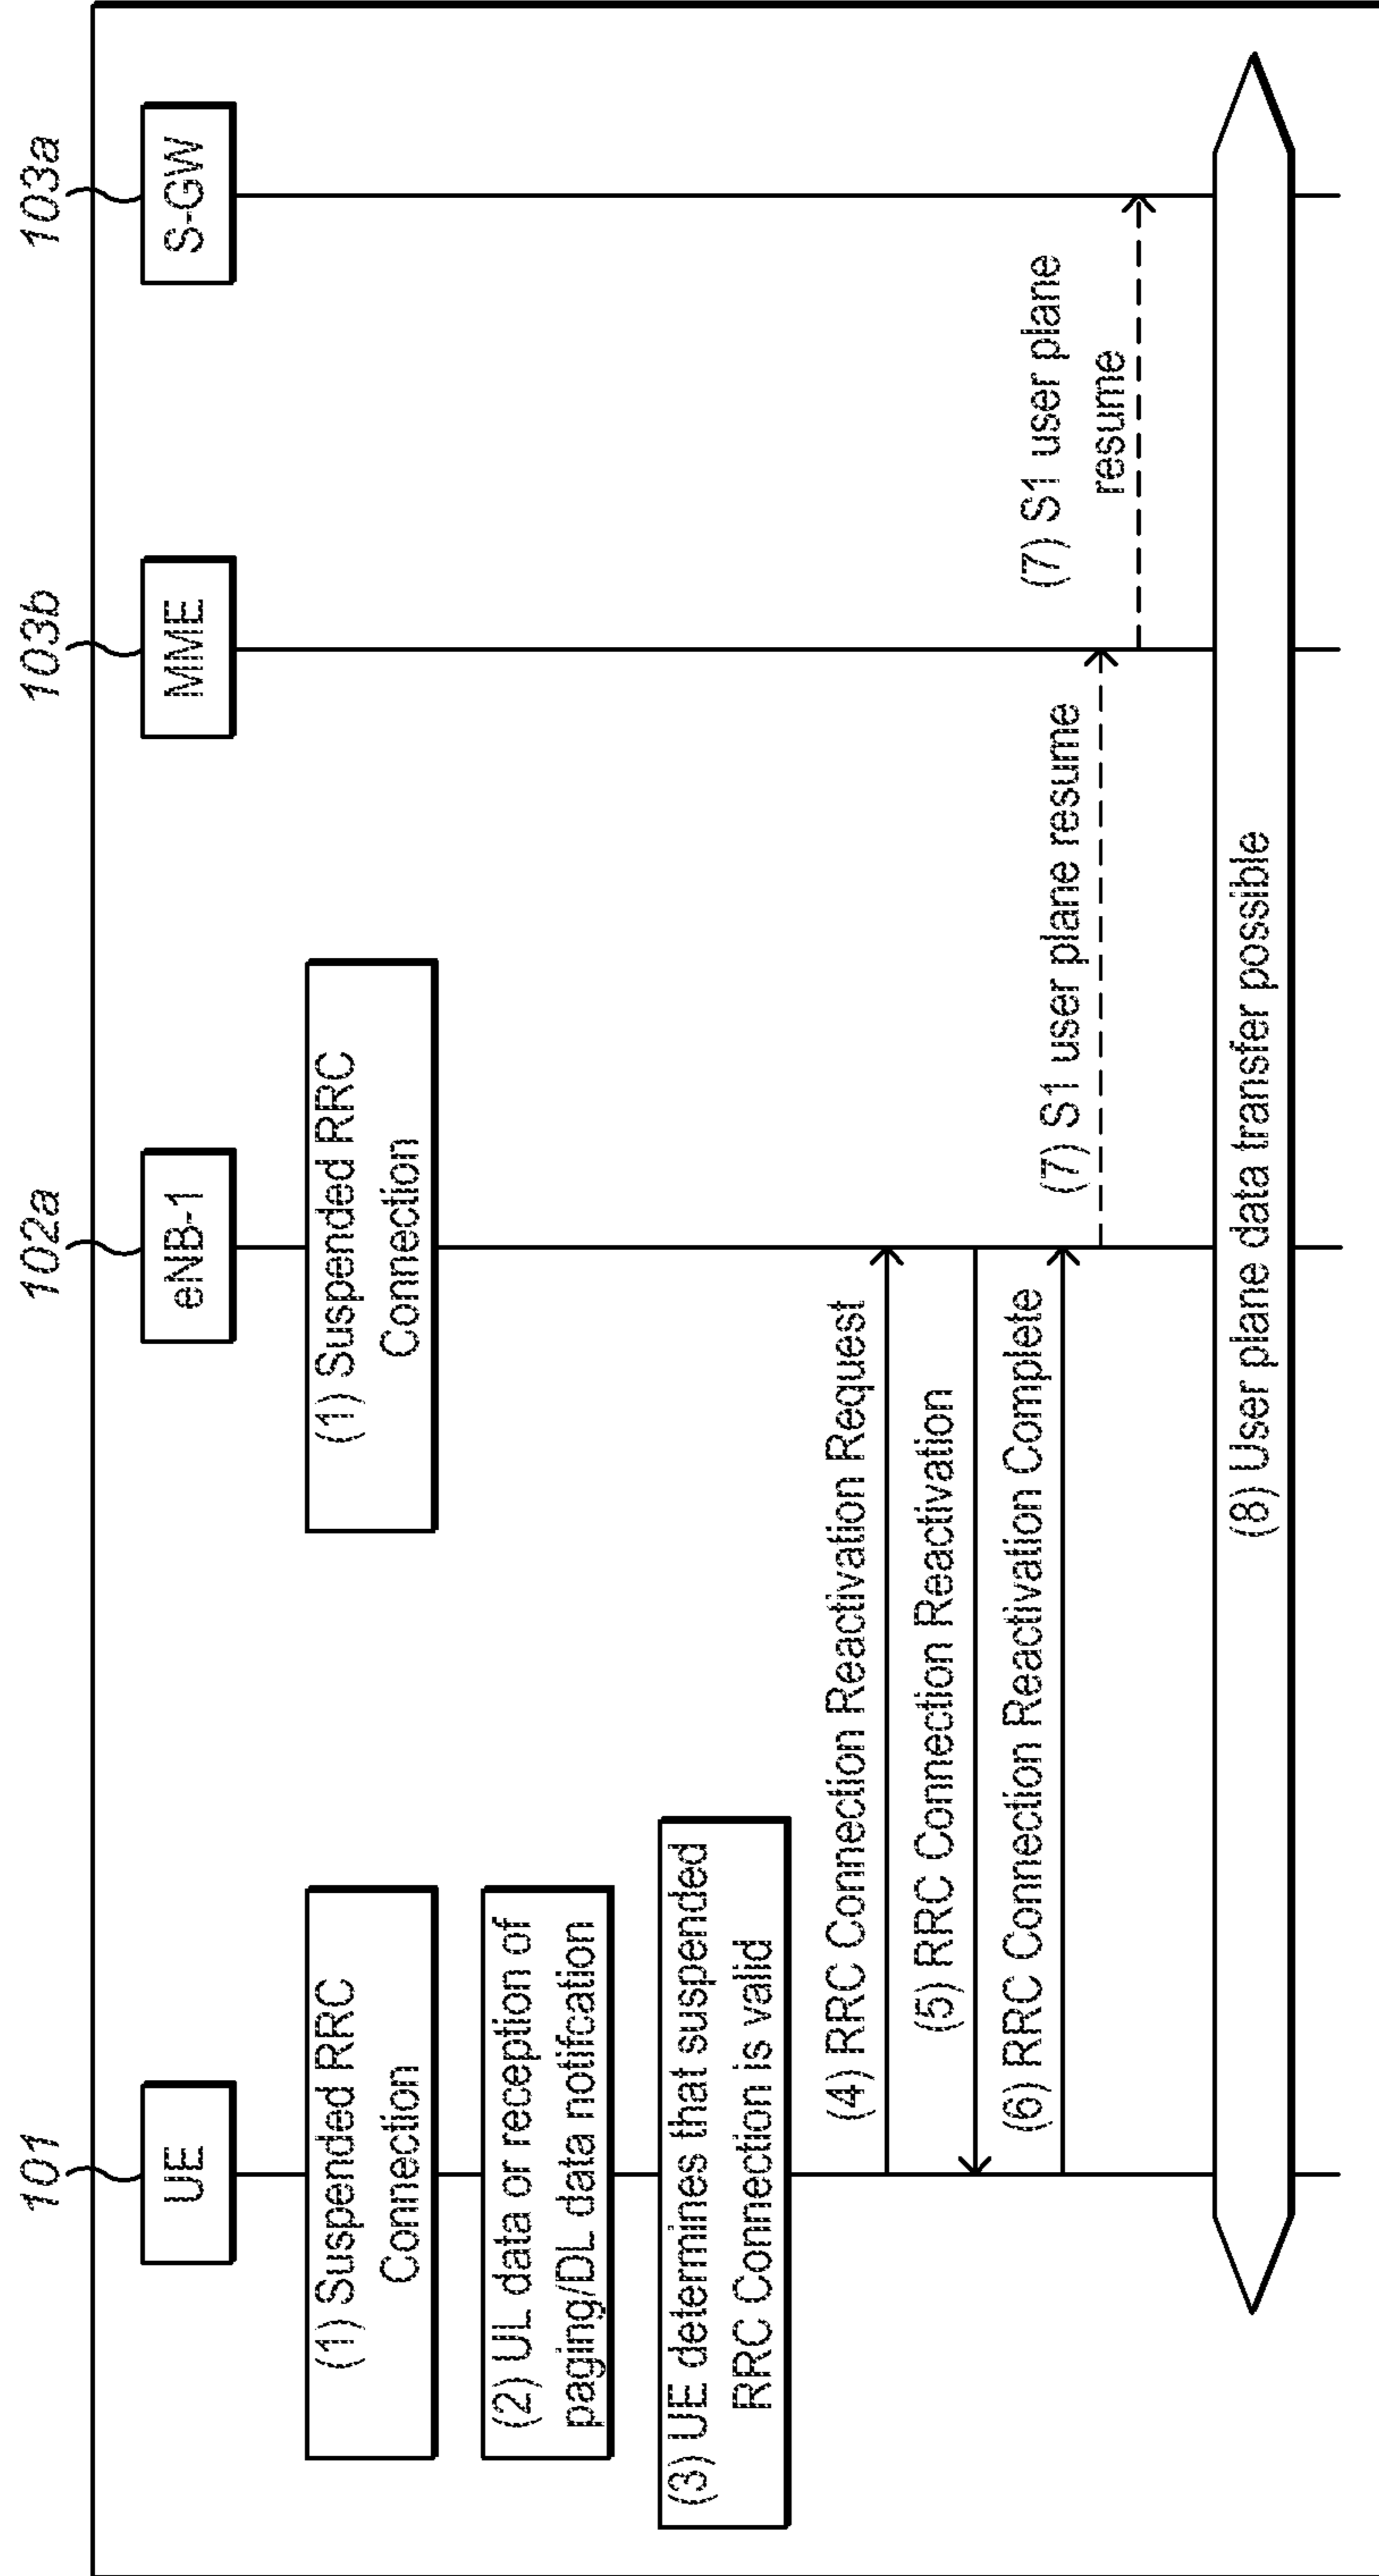 101
102a
103b
103a
UE
eNB-1
MME
S-GW
(1) Suspended RRC
Connection
(1) Suspended RRC
Connection
(2) UL data or reception of
paging/DL data notifcation
(3) UE determines that suspended
RRC Connection is valid
(4) RRC Connection Reactivation Request
(5) RRC Connection Reactivation
(6) RRC Connection Reactivation Complete
(7) S1 user plane resume
(7) S1 user plane
resume
(8) User plane data transfer possible